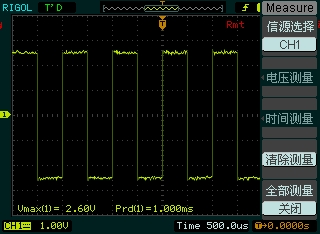 RIGOL T'D Measure
Rmt 信源选择
CH1
电压测量
时间测量
清除测量
全部测量
关闭
Vmax(1)= 2.60V Prd(1)=1.000ms
CH1 1.00V Time 500.0us T→0.0000s